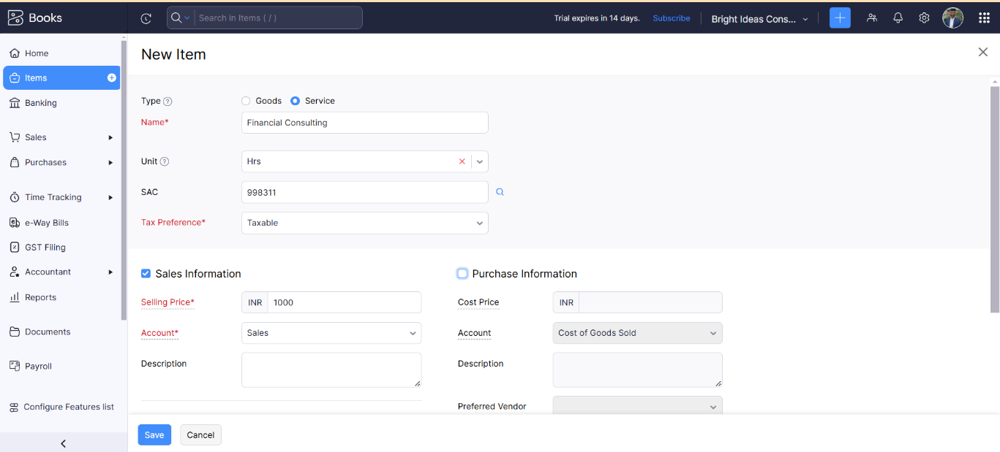 Books
Search in Items ( / )
Trial expires in 14 days.
Subscribe
Bright Ideas Cons...
Home
Items
Banking
Sales
Purchases
Time Tracking
e-Way Bills
GST Filing
Accountant
Reports
Documents
Payroll
Configure Features list
New Item
Type ?
Goods
Service
Name*
Financial Consulting
Unit ?
Hrs
SAC
998311
Tax Preference*
Taxable
Sales Information
Selling Price*
INR 1000
Account*
Sales
Description
Purchase Information
Cost Price
INR
Account
Cost of Goods Sold
Description
Preferred Vendor
Save
Cancel